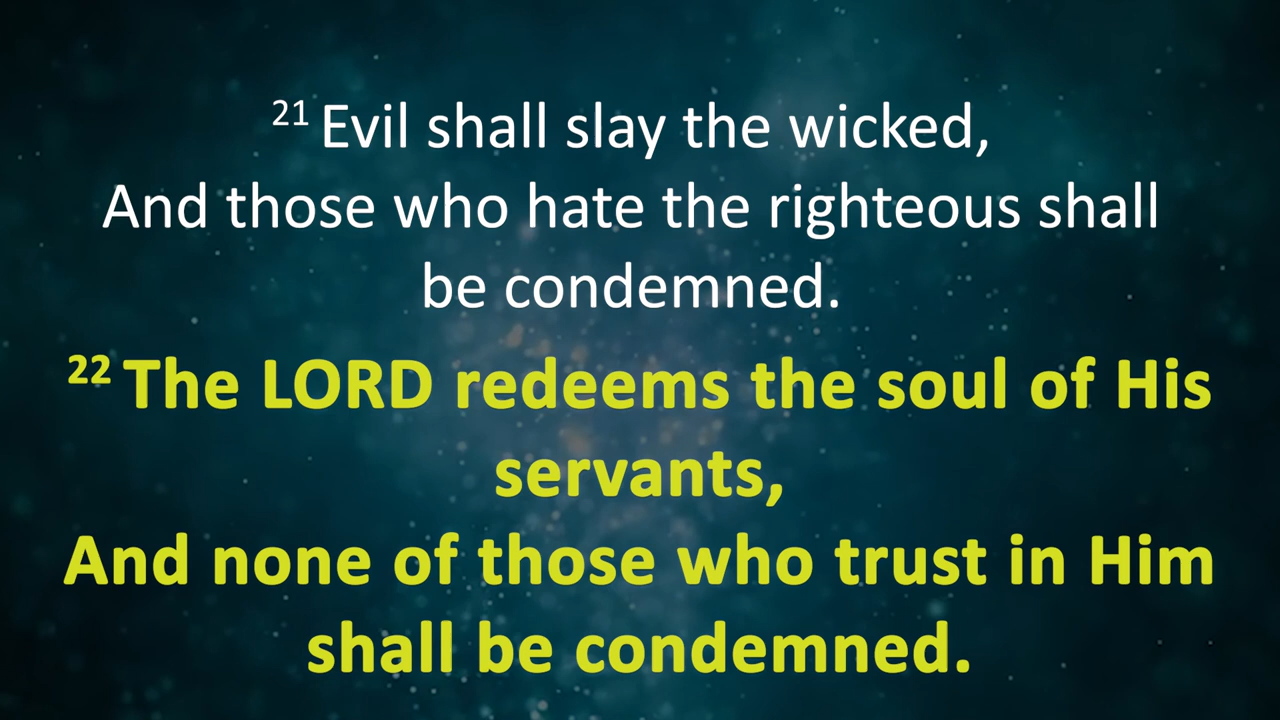 21 Evil shall slay the wicked,
And those who hate the righteous shall
be condemned.
22 The LORD redeems the soul of His
servants,
And none of those who trust in Him
shall be condemned.